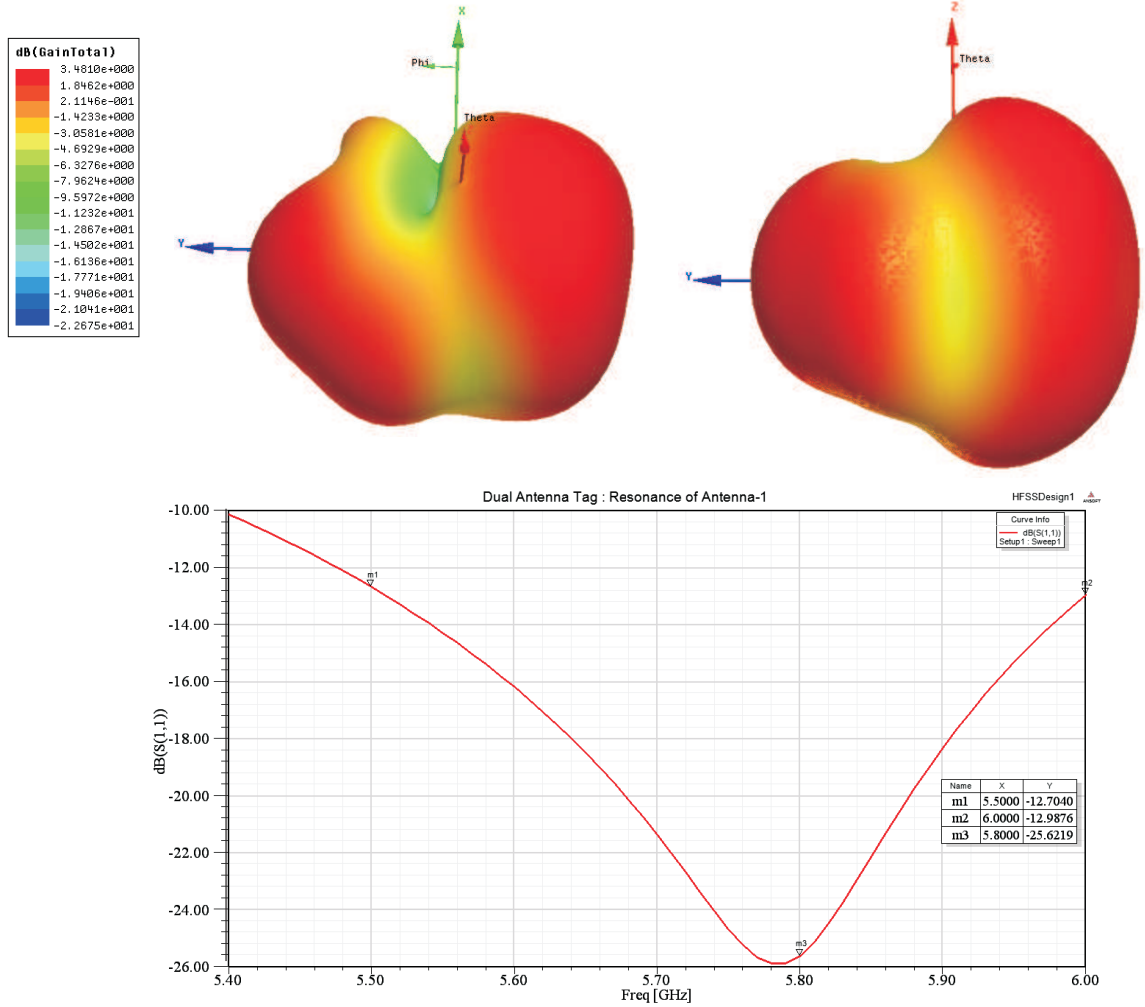 dB(GainTotal)
3.4810e+000
1.8462e+000
2.1146e-001
-1.4233e+000
-3.0581e+000
-4.6929e+000
-6.3276e+000
-7.9624e+000
-9.5972e+000
-1.1232e+001
-1.2867e+001
-1.4502e+001
-1.6136e+001
-1.7771e+001
-1.9406e+001
-2.1041e+001
-2.2675e+001
X
Phi
Theta
Y
Z
Theta
Y
Dual Antenna Tag : Resonance of Antenna-1
HFSSDesign1
ANSOFT
Curve Info
dB(S(1,1))
Setup1 : Sweep1
dB(S(1,1))
-10.00
-12.00
-14.00
-16.00
-18.00
-20.00
-22.00
-24.00
-26.00
m1
m2
m3
Name X Y
m1 5.5000 -12.7040
m2 6.0000 -12.9876
m3 5.8000 -25.6219
5.40 5.50 5.60 5.70 5.80 5.90 6.00
Freq [GHz]